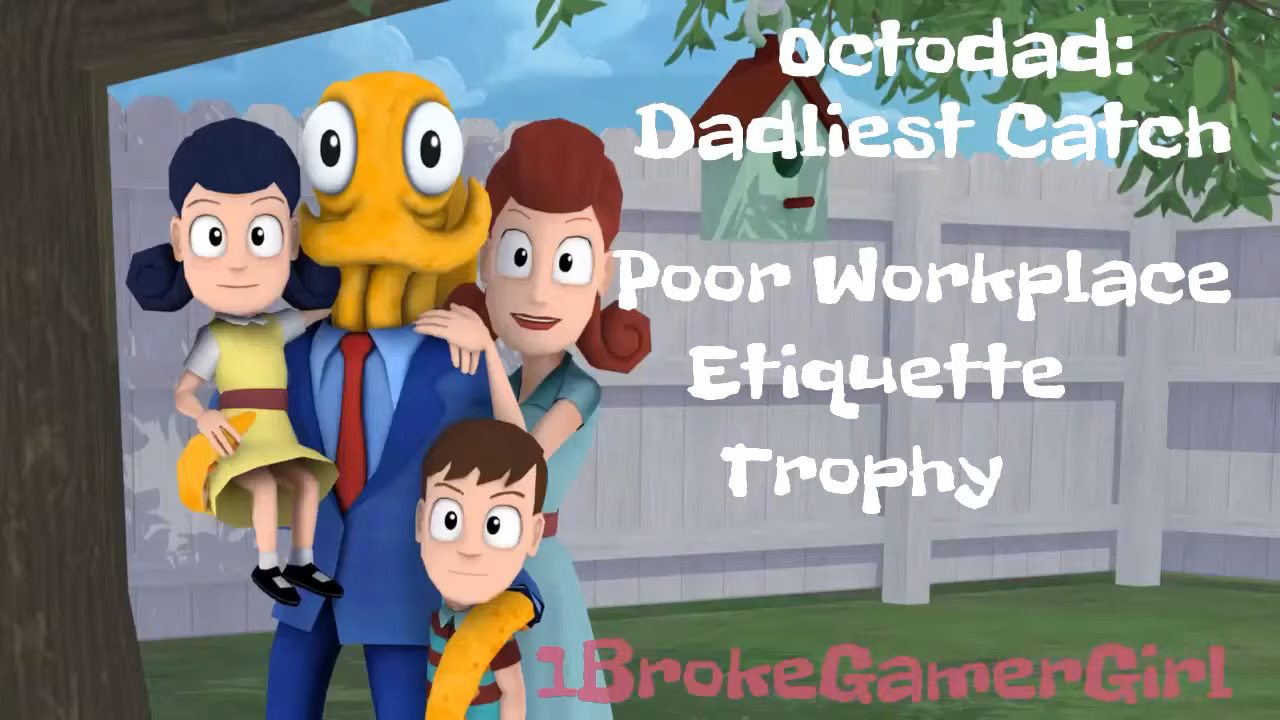 Octodad:
Dadliest Catch
Poor Workplace
Etiquette
Trophy
1BrokeGamerGirl